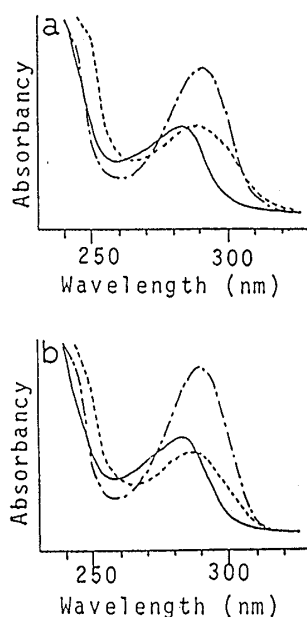 a
Absorbancy
250 300
Wavelength (nm)
b
Absorbancy
250 300
Wavelength (nm)